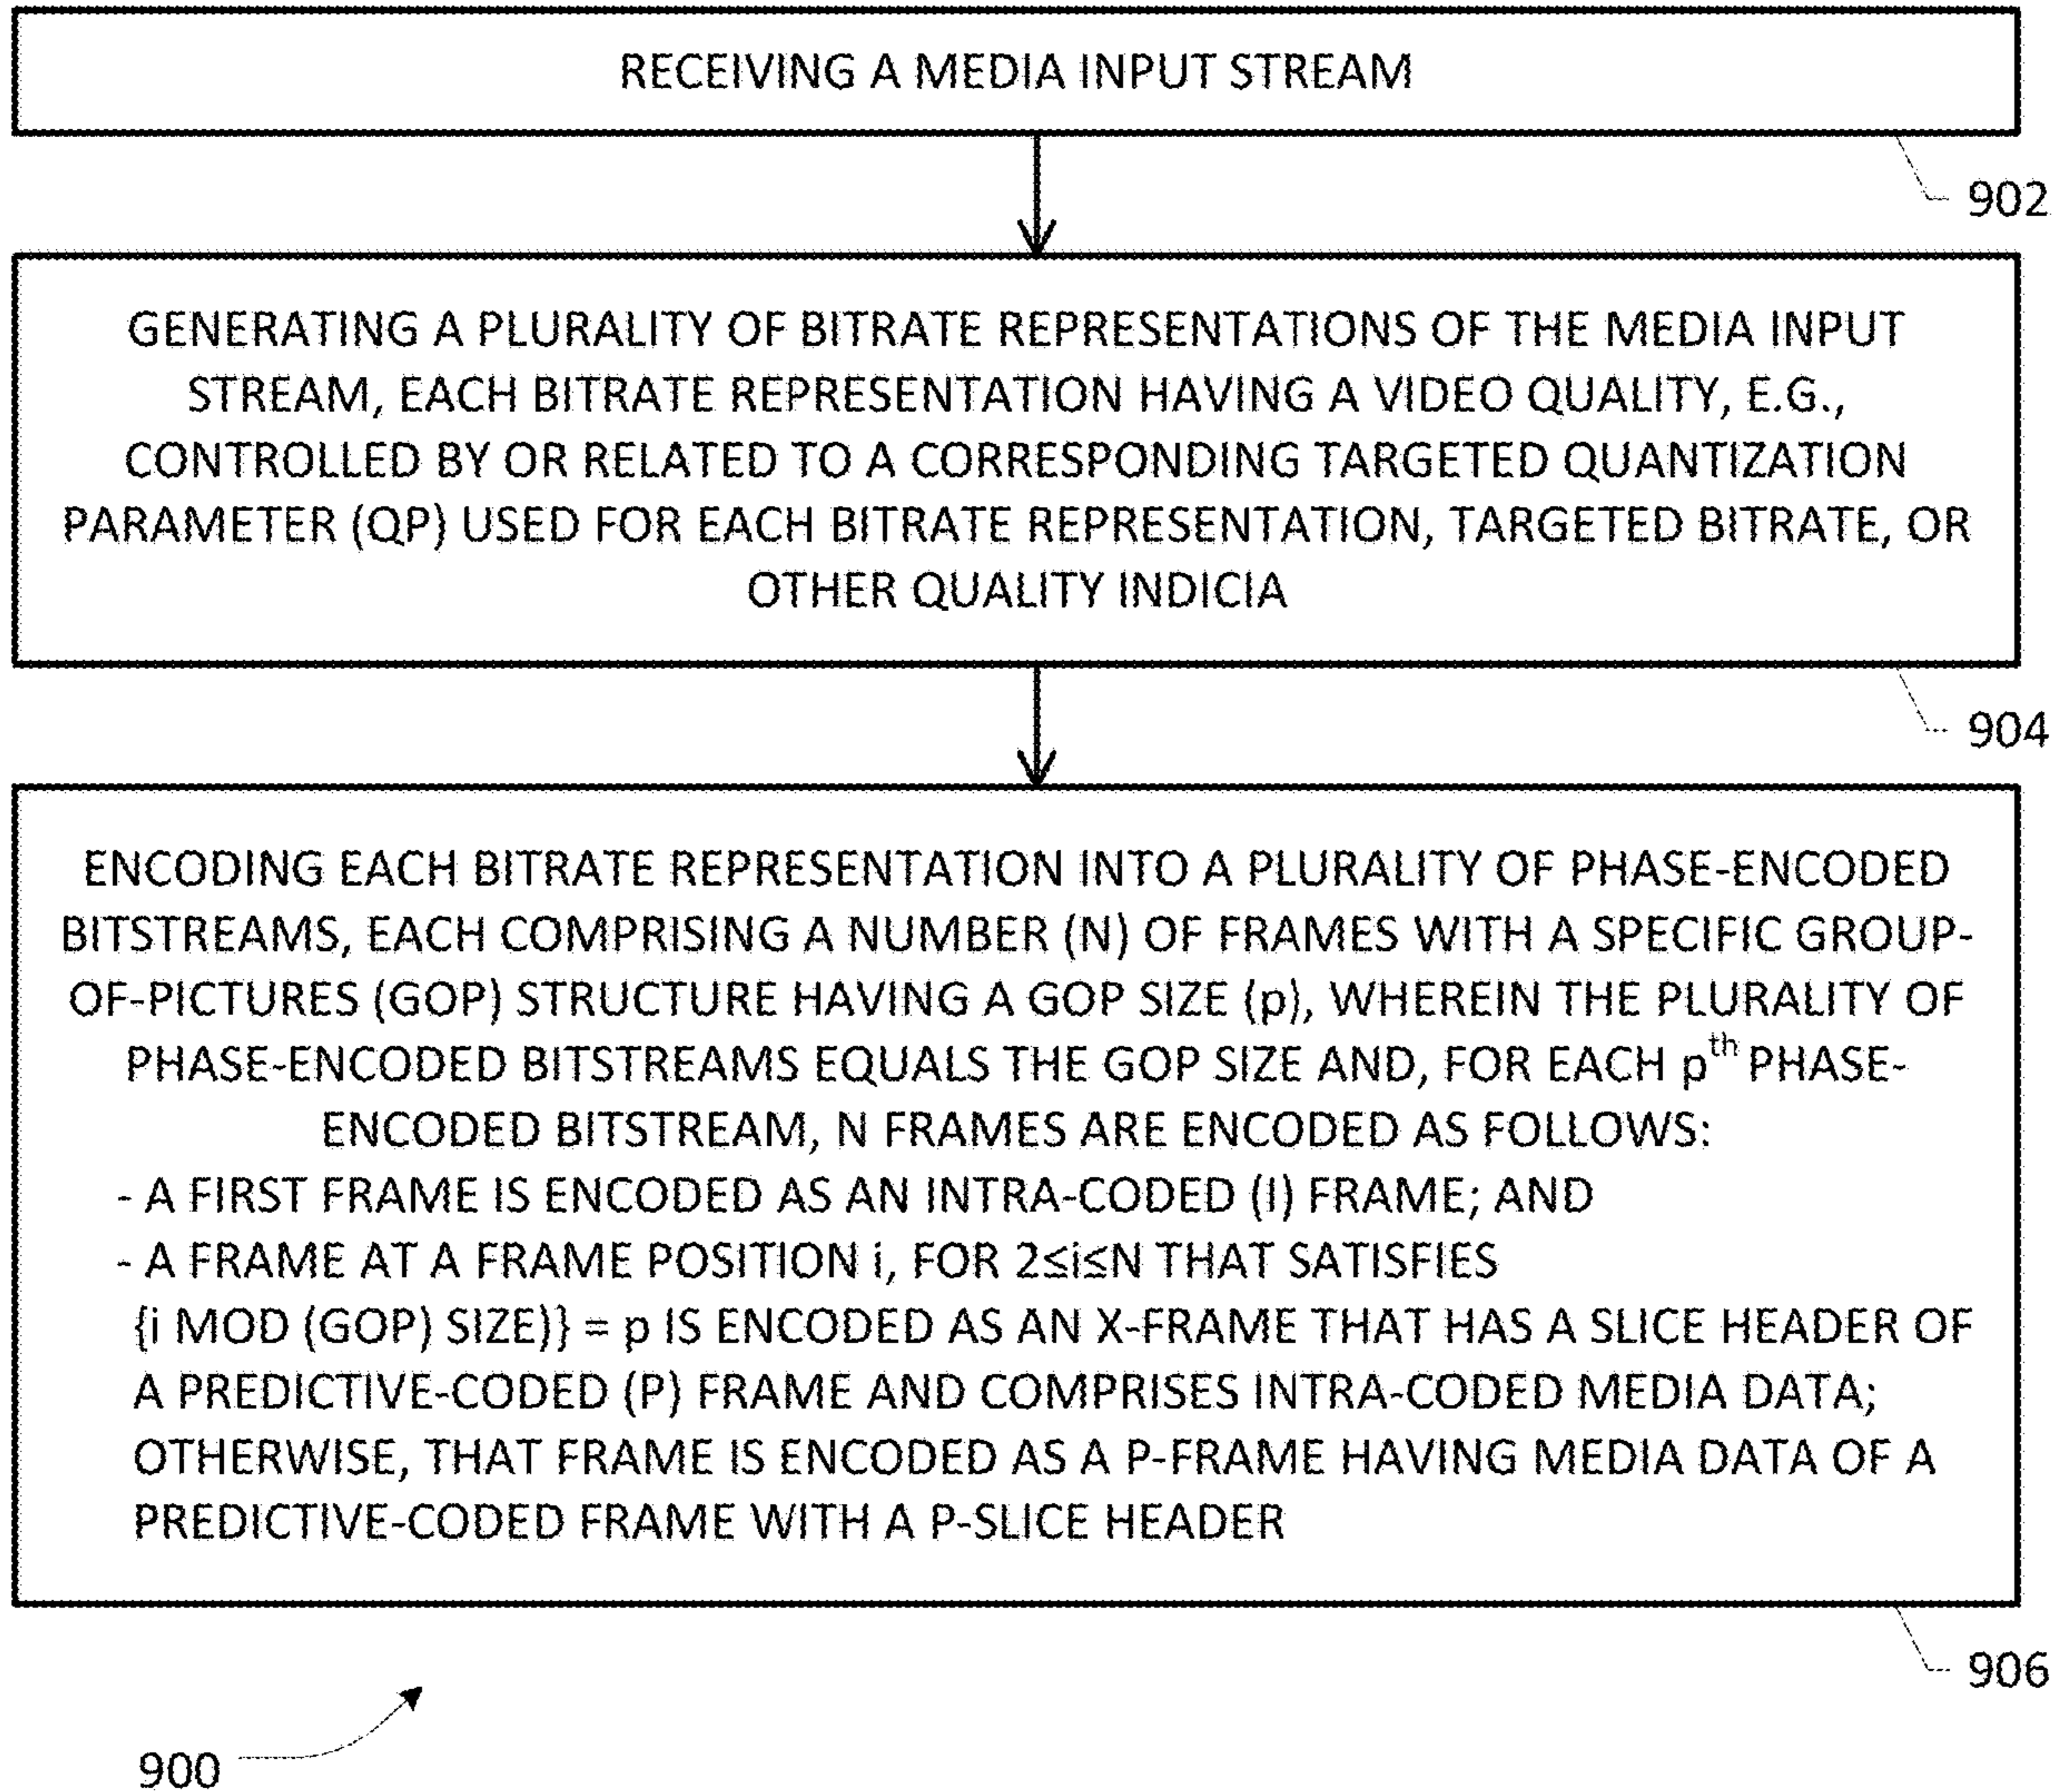 RECEIVING A MEDIA INPUT STREAM
902
GENERATING A PLURALITY OF BITRATE REPRESENTATIONS OF THE MEDIA INPUT
STREAM, EACH BITRATE REPRESENTATION HAVING A VIDEO QUALITY, E.G.,
CONTROLLED BY OR RELATED TO A CORRESPONDING TARGETED QUANTIZATION
PARAMETER (QP) USED FOR EACH BITRATE REPRESENTATION, TARGETED BITRATE, OR
OTHER QUALITY INDICIA
904
ENCODING EACH BITRATE REPRESENTATION INTO A PLURALITY OF PHASE-ENCODED
BITSTREAMS, EACH COMPRISING A NUMBER (N) OF FRAMES WITH A SPECIFIC GROUP-
OF-PICTURES (GOP) STRUCTURE HAVING A GOP SIZE (p), WHEREIN THE PLURALITY OF
PHASE-ENCODED BITSTREAMS EQUALS THE GOP SIZE AND, FOR EACH pth PHASE-
ENCODED BITSTREAM, N FRAMES ARE ENCODED AS FOLLOWS:
- A FIRST FRAME IS ENCODED AS AN INTRA-CODED (I) FRAME; AND
- A FRAME AT A FRAME POSITION i, FOR 2≤i≤N THAT SATISFIES
{i MOD (GOP) SIZE)} = p IS ENCODED AS AN X-FRAME THAT HAS A SLICE HEADER OF
A PREDICTIVE-CODED (P) FRAME AND COMPRISES INTRA-CODED MEDIA DATA;
OTHERWISE, THAT FRAME IS ENCODED AS A P-FRAME HAVING MEDIA DATA OF A
PREDICTIVE-CODED FRAME WITH A P-SLICE HEADER
906
900